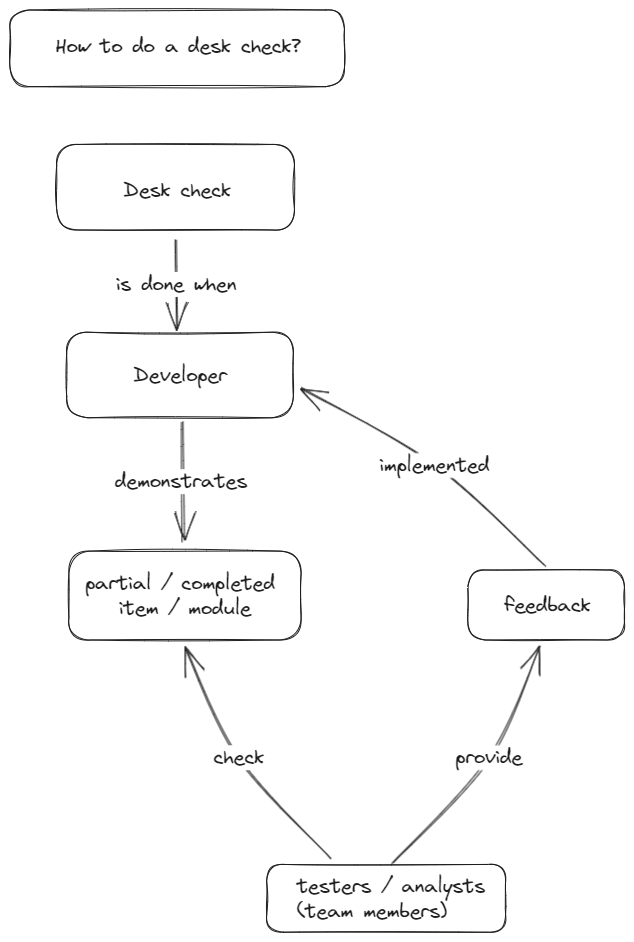 How to do a desk check?
Desk check
is done when
Developer
implemented
demonstrates
partial / completed
item / module
feedback
check
provide
testers / analysts
(team members)